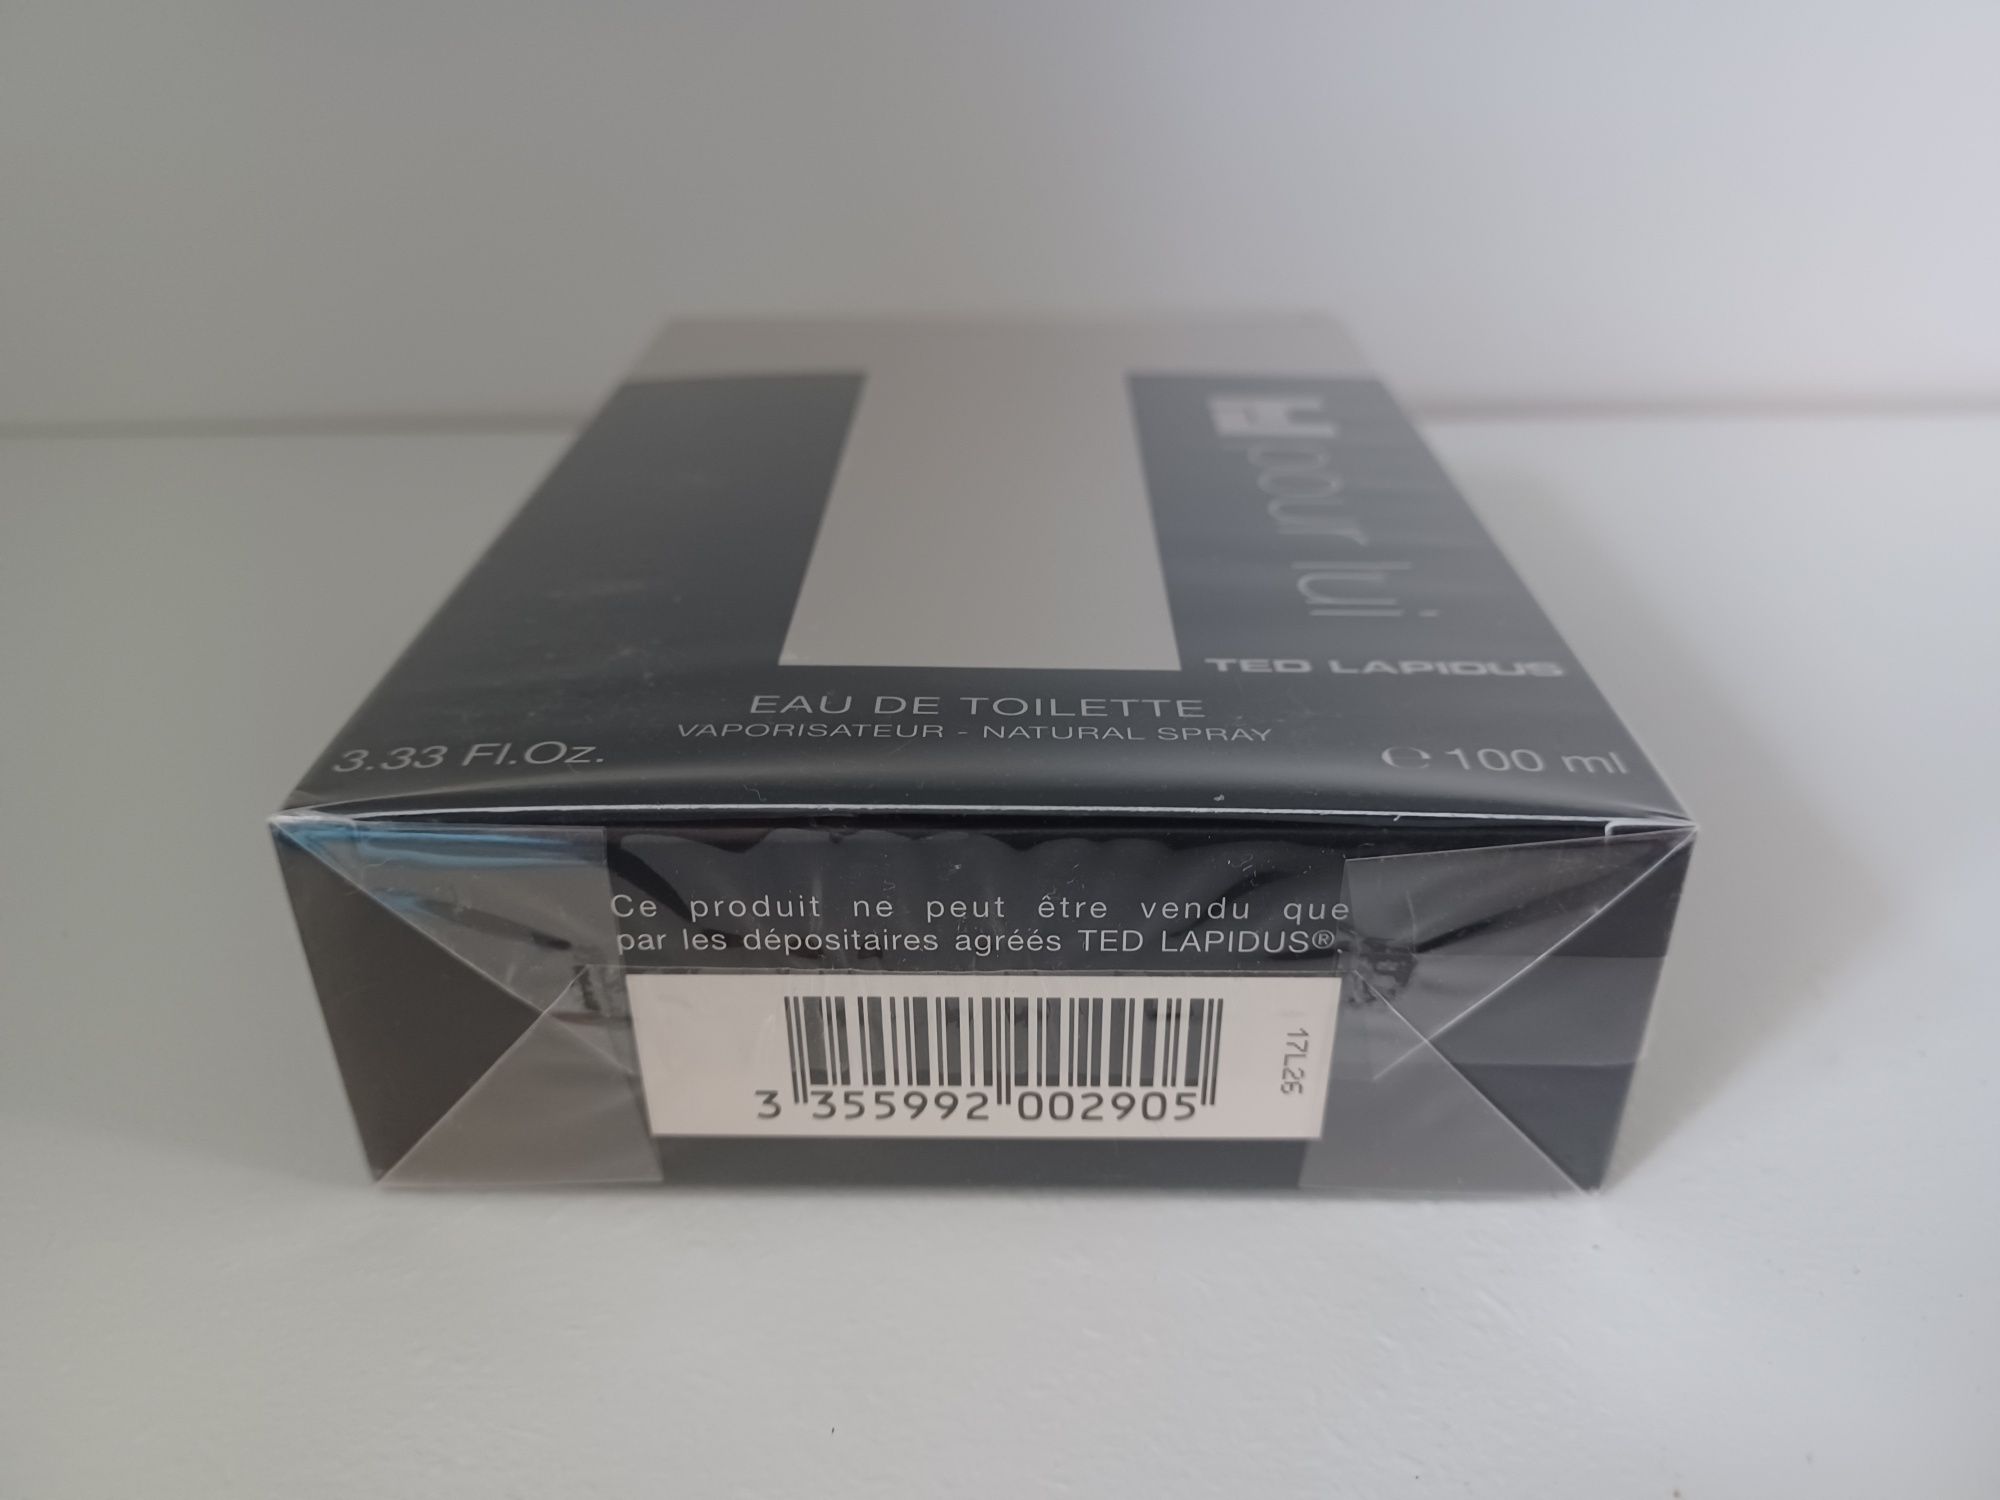 H pour lui
TED LAPIDUS
EAU DE TOILETTE
VAPORISATEUR - NATURAL SPRAY
3.33 Fl.Oz.
℮ 100 ml
Ce produit ne peut être vendu que
par les dépositaires agréés TED LAPIDUS®
17L26
3 355992 002905